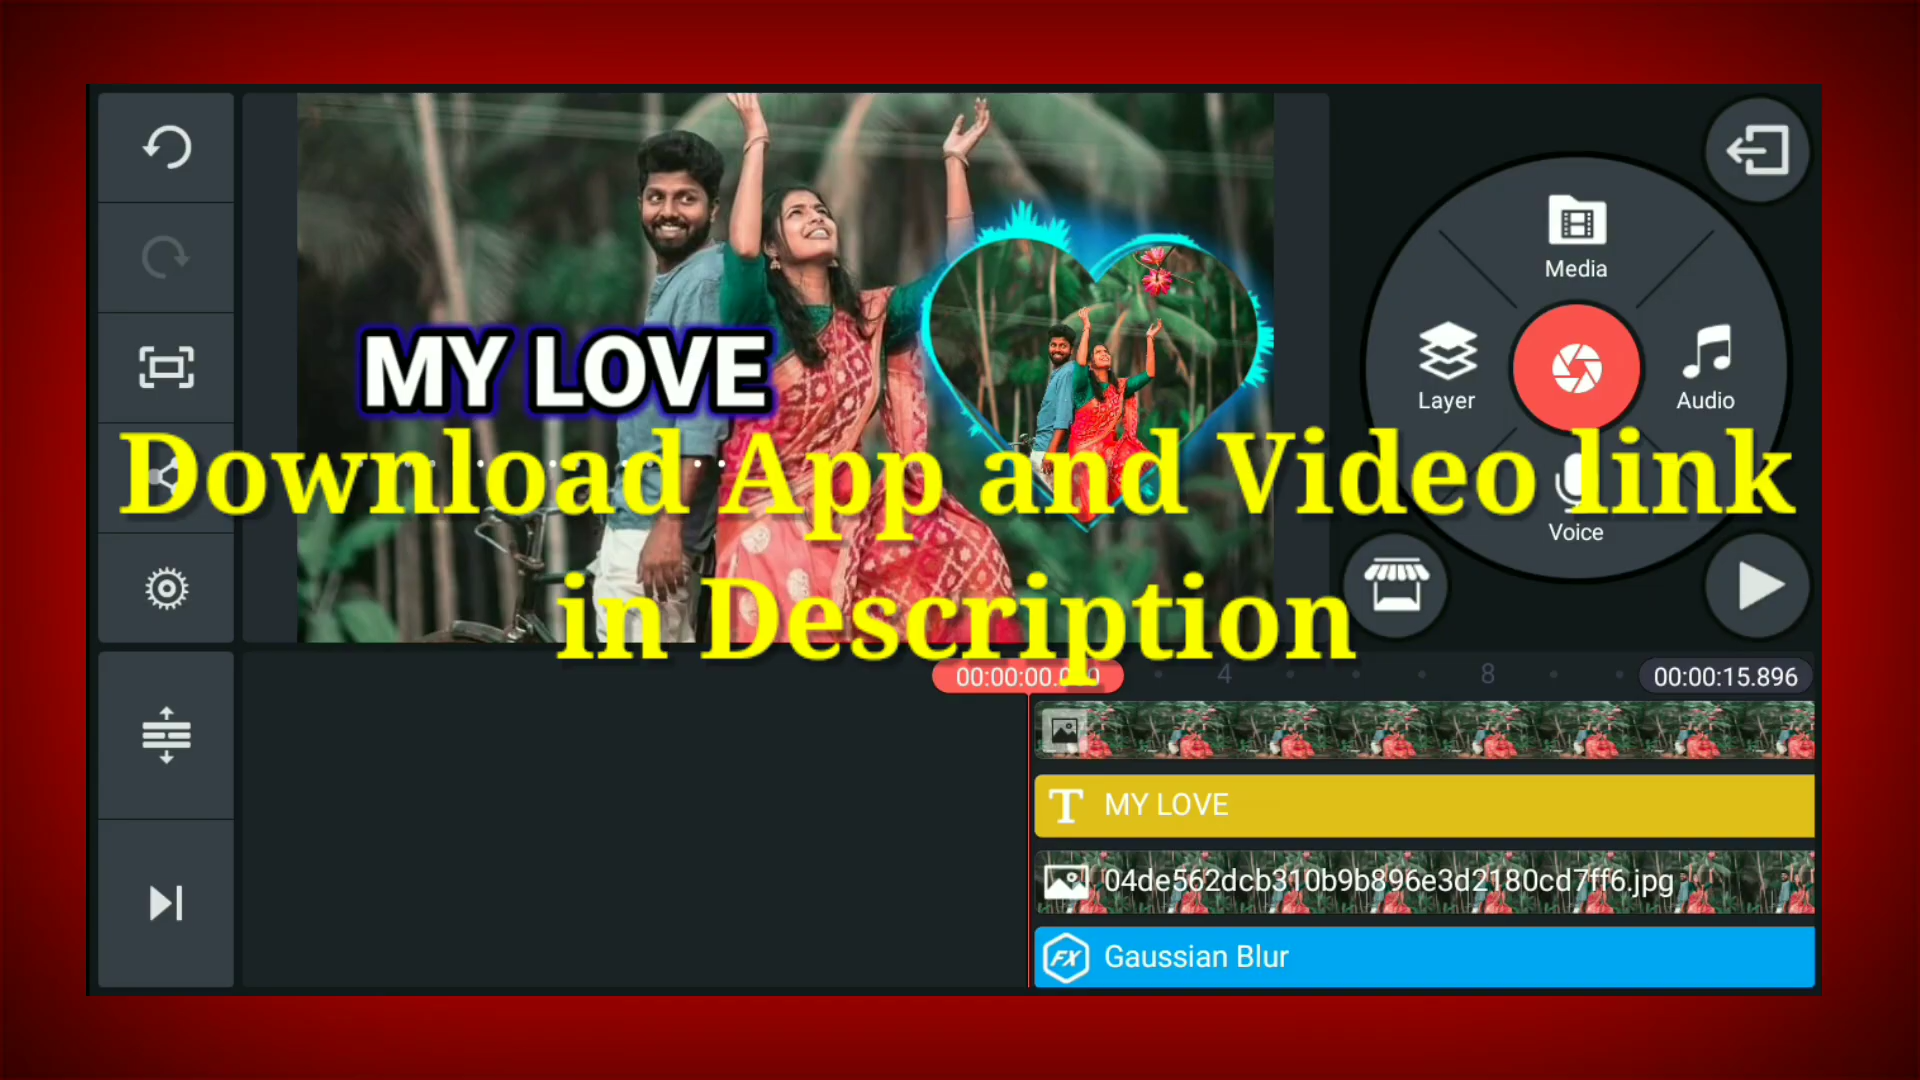 Media
MY LOVE
Layer
Audio
Download App and Video link
Voice
in Description
4
8
00:00:15.896
MY LOVE
04de562dcb310b9b896e3d2180cd7ff6.jpg
FX
Gaussian Blur